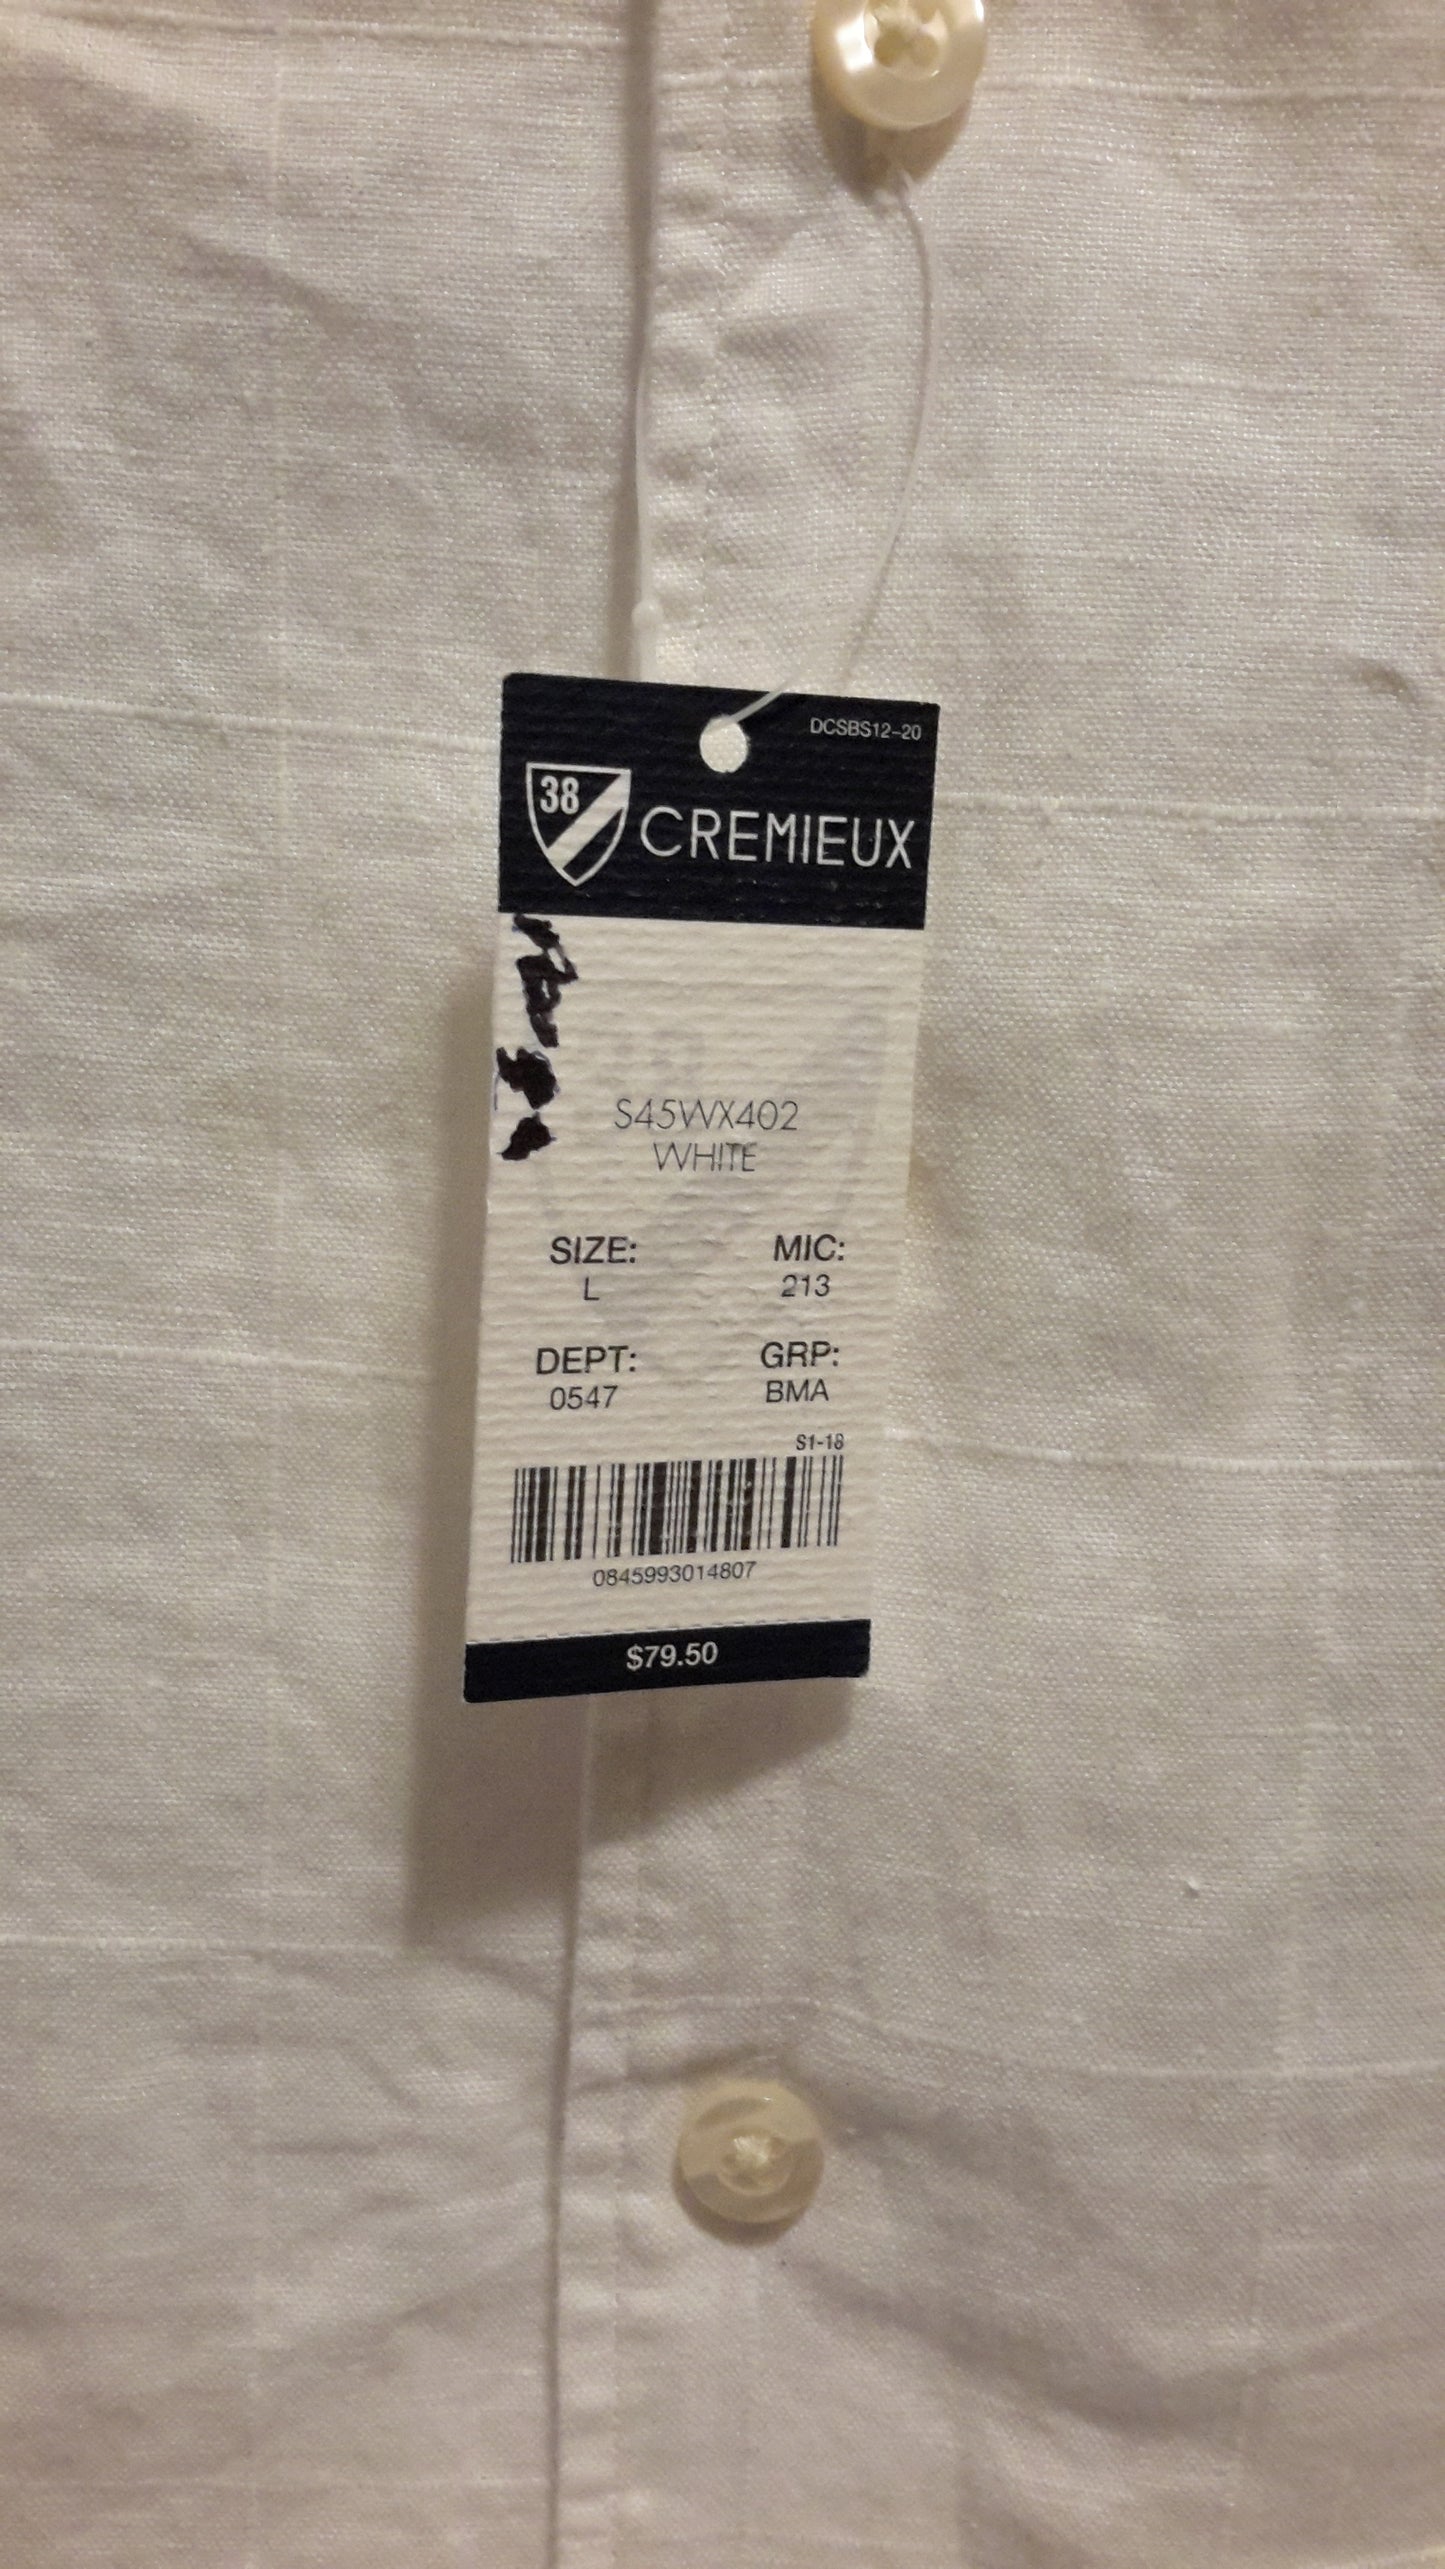 DCSBS12-20
38 CREMIEUX
S45WX402
WHITE
SIZE: MIC:
L 213
DEPT: GRP:
0547 BMA
S1-18
0845993014807
$79.50